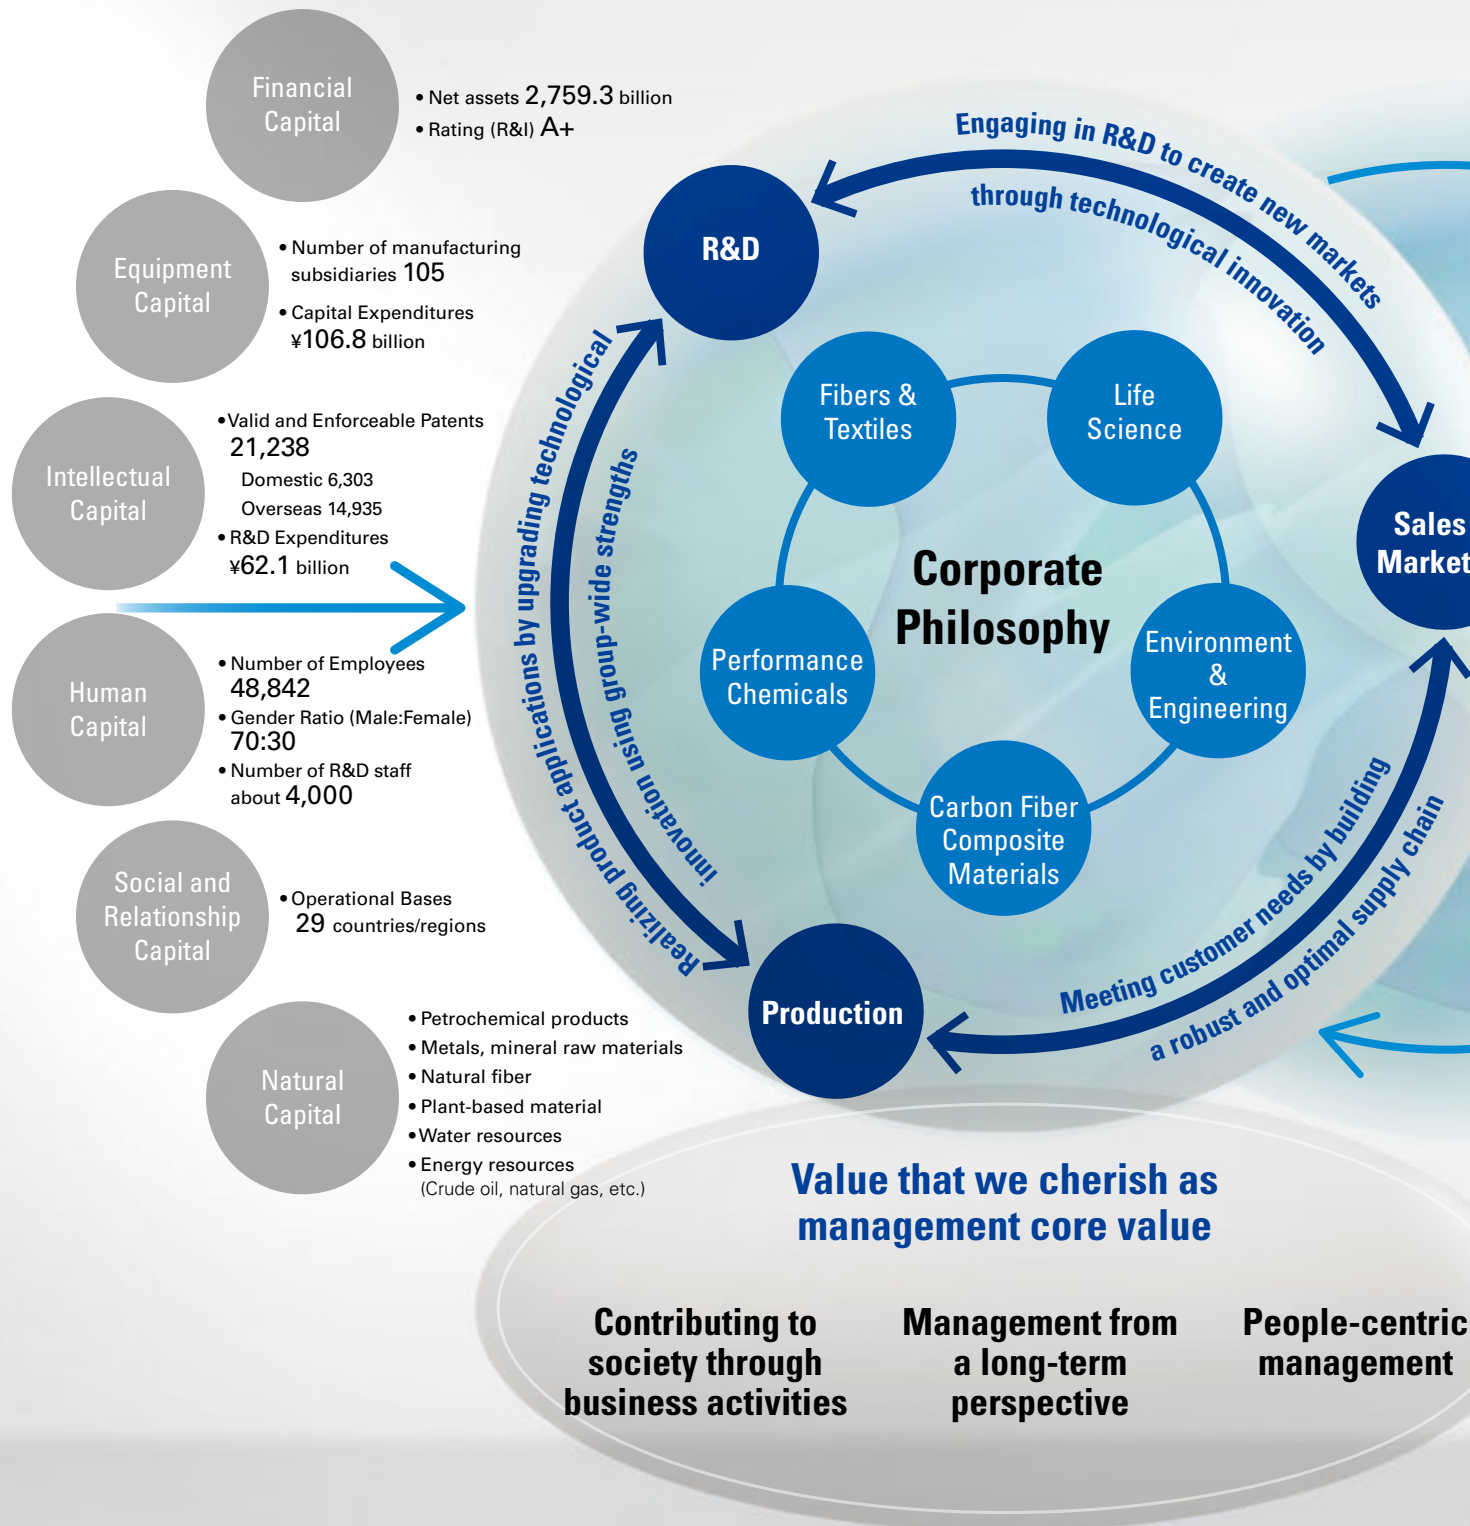 Financial
Capital
• Net assets 2,759.3 billion
• Rating (R&I) A+
Equipment
Capital
• Number of manufacturing
subsidiaries 105
• Capital Expenditures
¥106.8 billion
Intellectual
Capital
•Valid and Enforceable Patents
21,238
Domestic 6,303
Overseas 14,935
• R&D Expenditures
¥62.1 billion
Human
Capital
• Number of Employees
48,842
• Gender Ratio (Male:Female)
70:30
• Number of R&D staff
about 4,000
Social and
Relationship
Capital
• Operational Bases
29 countries/regions
Natural
Capital
• Petrochemical products
• Metals, mineral raw materials
• Natural fiber
• Plant-based material
• Water resources
• Energy resources
(Crude oil, natural gas, etc.)
Engaging in R&D to create new markets
through technological innovation
R&D
Realizing product applications by upgrading technological
innovation using group-wide strengths
Fibers &
Textiles
Life
Science
Sales
Market
Corporate
Philosophy
Performance
Chemicals
Environment
&
Engineering
Carbon Fiber
Composite
Materials
Production
Meeting customer needs by building
a robust and optimal supply chain
Value that we cherish as
management core value
Contributing to
society through
business activities
Management from
a long-term
perspective
People-centric
management